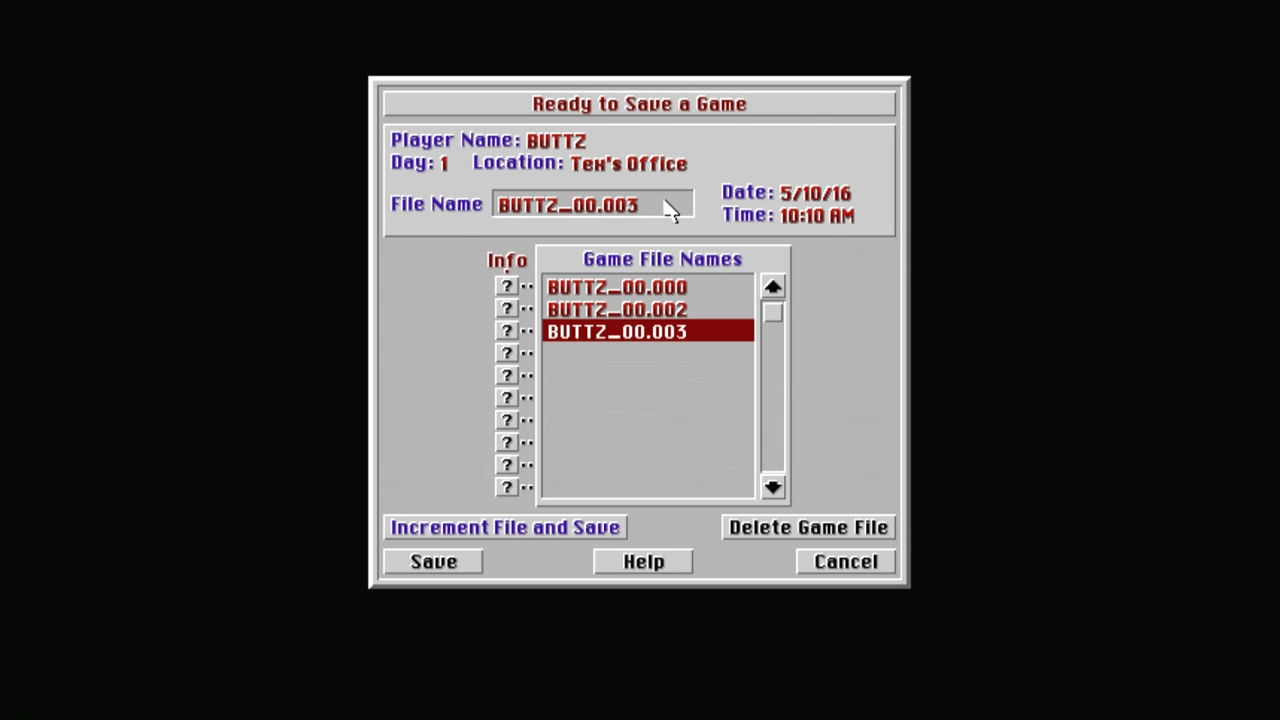 Ready to Save a Game
Player Name: BUTTZ
Day: 1 Location: Tex's Office
File Name BUTTZ_00.003
Date: 5/10/16
Time: 10:10 AM
Info
Game File Names
? BUTTZ_00.000
? BUTTZ_00.002
? BUTTZ_00.003
?
?
?
?
?
?
?
Increment File and Save
Delete Game File
Save
Help
Cancel